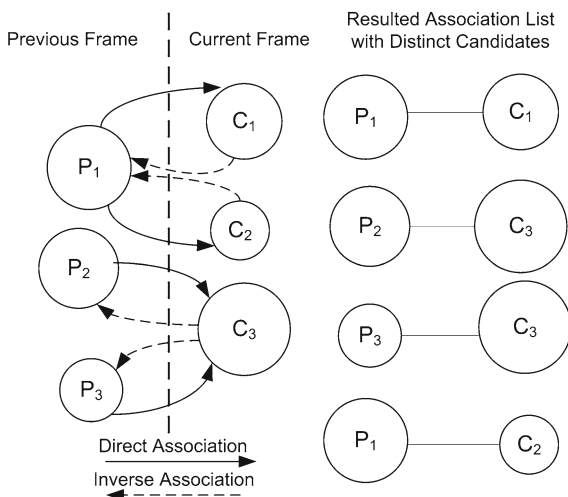 Previous Frame
Current Frame
Resulted Association List
with Distinct Candidates
P1
C1
C2
P2
C3
P3
Direct Association
Inverse Association
P1
C1
P2
C3
P3
C3
P1
C2